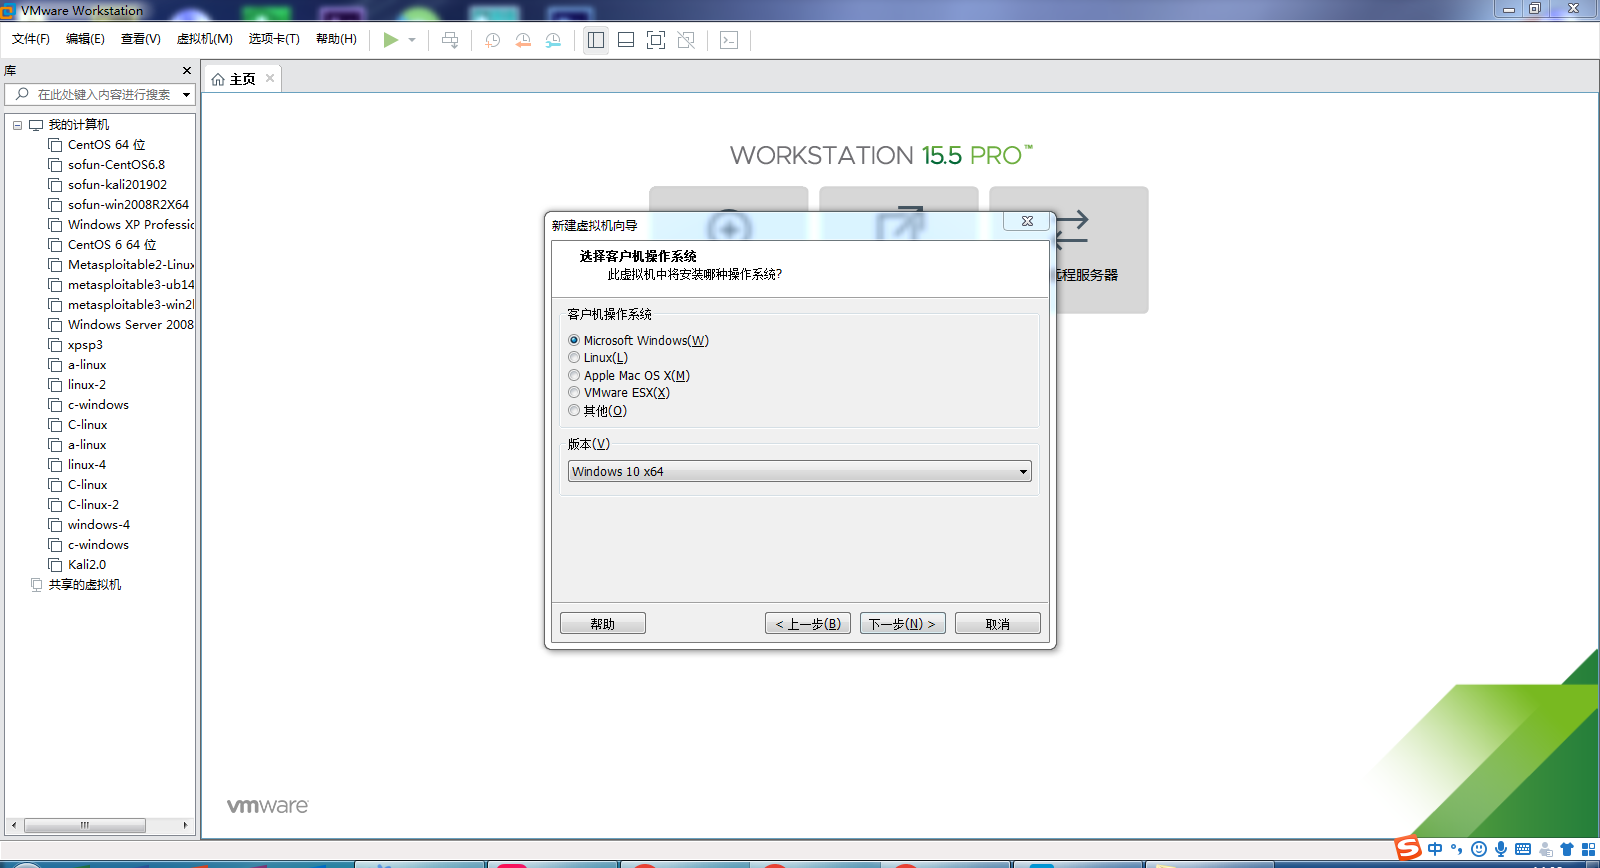 VMware Workstation
文件(F) 编辑(E) 查看(V) 虚拟机(M) 选项卡(T) 帮助(H)
库
在此处键入内容进行搜索
我的计算机
CentOS 64 位
sofun-CentOS6.8
sofun-kali201902
sofun-win2008R2X64
Windows XP Professic
CentOS 6 64 位
Metasploitable2-Linux
metasploitable3-ub14
metasploitable3-win2
Windows Server 2008
xpsp3
a-linux
linux-2
c-windows
C-linux
a-linux
linux-4
C-linux
C-linux-2
windows-4
c-windows
Kali2.0
共享的虚拟机
主页
WORKSTATION 15.5 PRO™
远程服务器
新建虚拟机向导
选择客户机操作系统
此虚拟机中将安装哪种操作系统?
客户机操作系统
Microsoft Windows(W)
Linux(L)
Apple Mac OS X(M)
VMware ESX(X)
其他(O)
版本(V)
Windows 10 x64
帮助 < 上一步(B) 下一步(N) > 取消
vmware
中